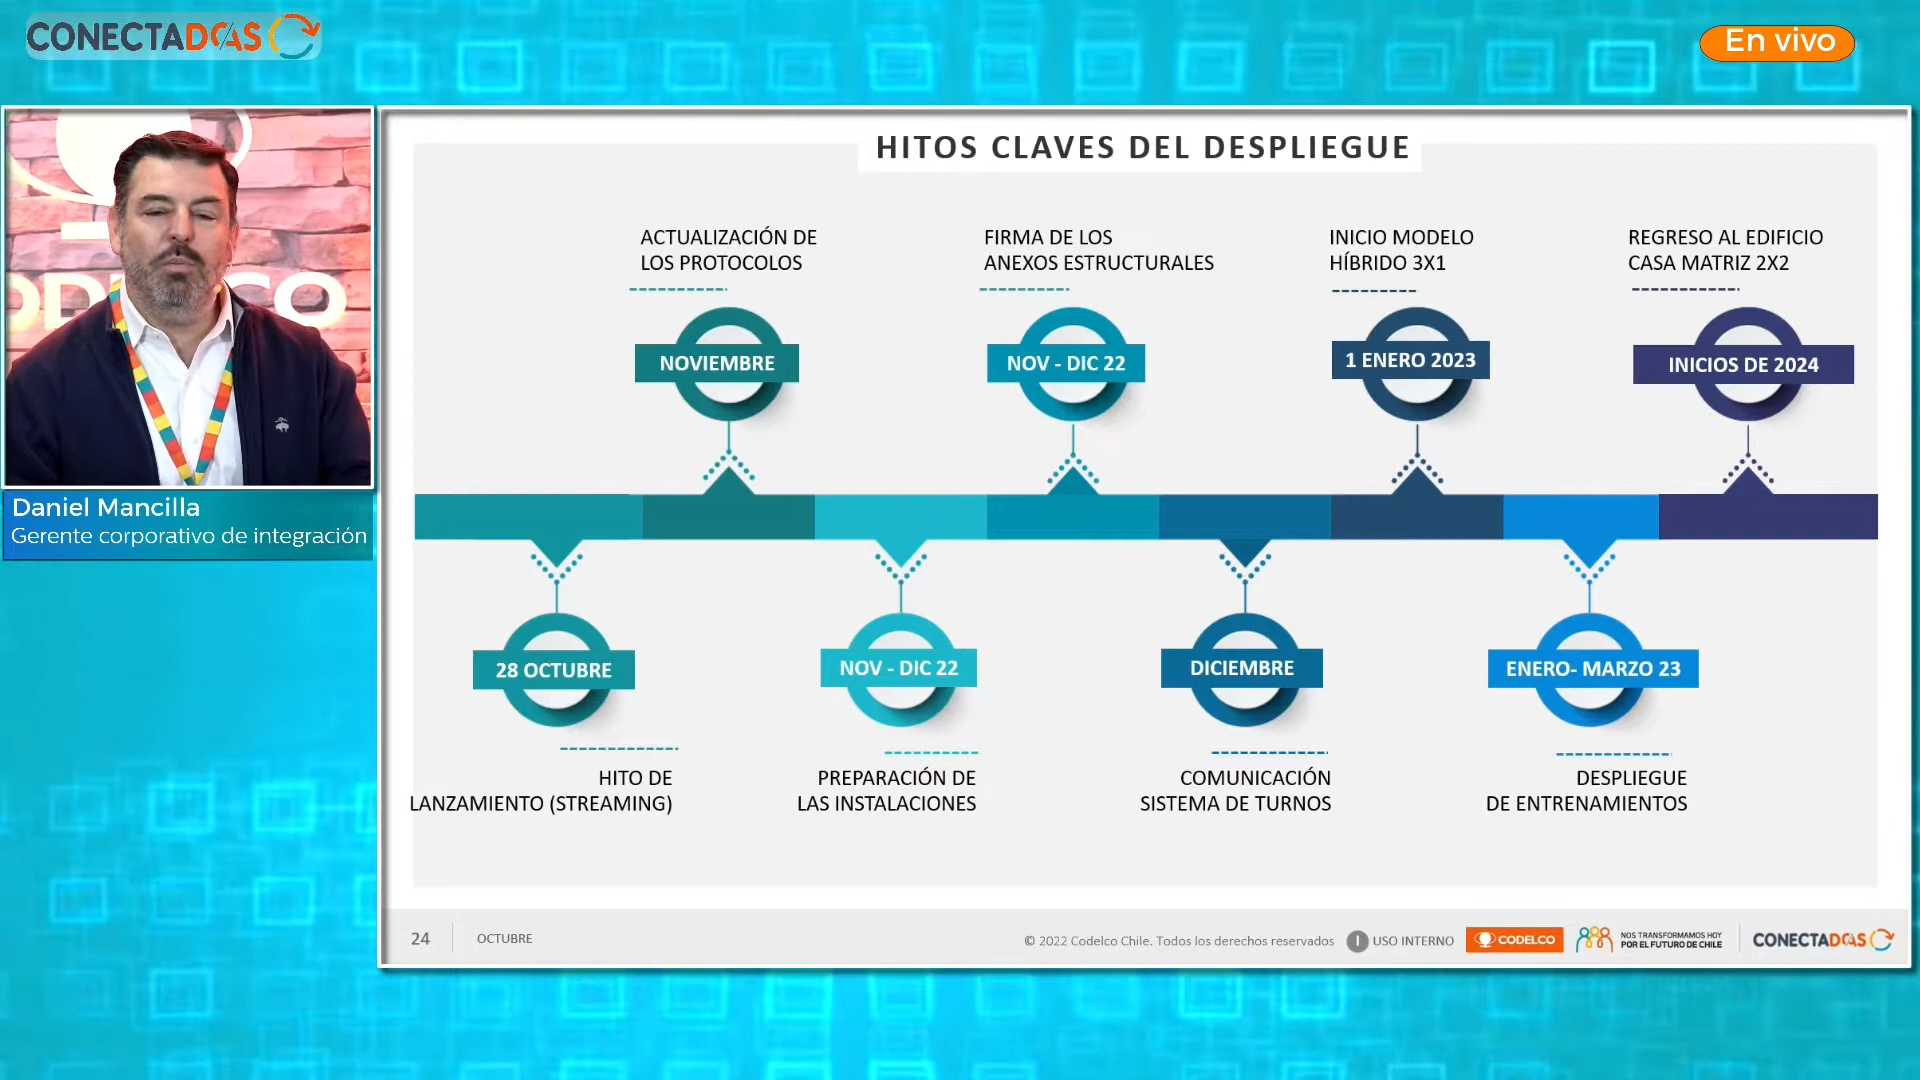 CONECTADOS
En vivo
Daniel Mancilla
Gerente corporativo de integración
HITOS CLAVES DEL DESPLIEGUE
ACTUALIZACIÓN DE
LOS PROTOCOLOS
FIRMA DE LOS
ANEXOS ESTRUCTURALES
INICIO MODELO
HÍBRIDO 3X1
REGRESO AL EDIFICIO
CASA MATRIZ 2X2
NOVIEMBRE
NOV - DIC 22
1 ENERO 2023
INICIOS DE 2024
28 OCTUBRE
NOV - DIC 22
DICIEMBRE
ENERO- MARZO 23
HITO DE
LANZAMIENTO (STREAMING)
PREPARACIÓN DE
LAS INSTALACIONES
COMUNICACIÓN
SISTEMA DE TURNOS
DESPLIEGUE
DE ENTRENAMIENTOS
24
OCTUBRE
© 2022 Codelco Chile. Todos los derechos reservados
I USO INTERNO
CODELCO
NOS TRANSFORMAMOS HOY
POR EL FUTURO DE CHILE
CONECTADOS